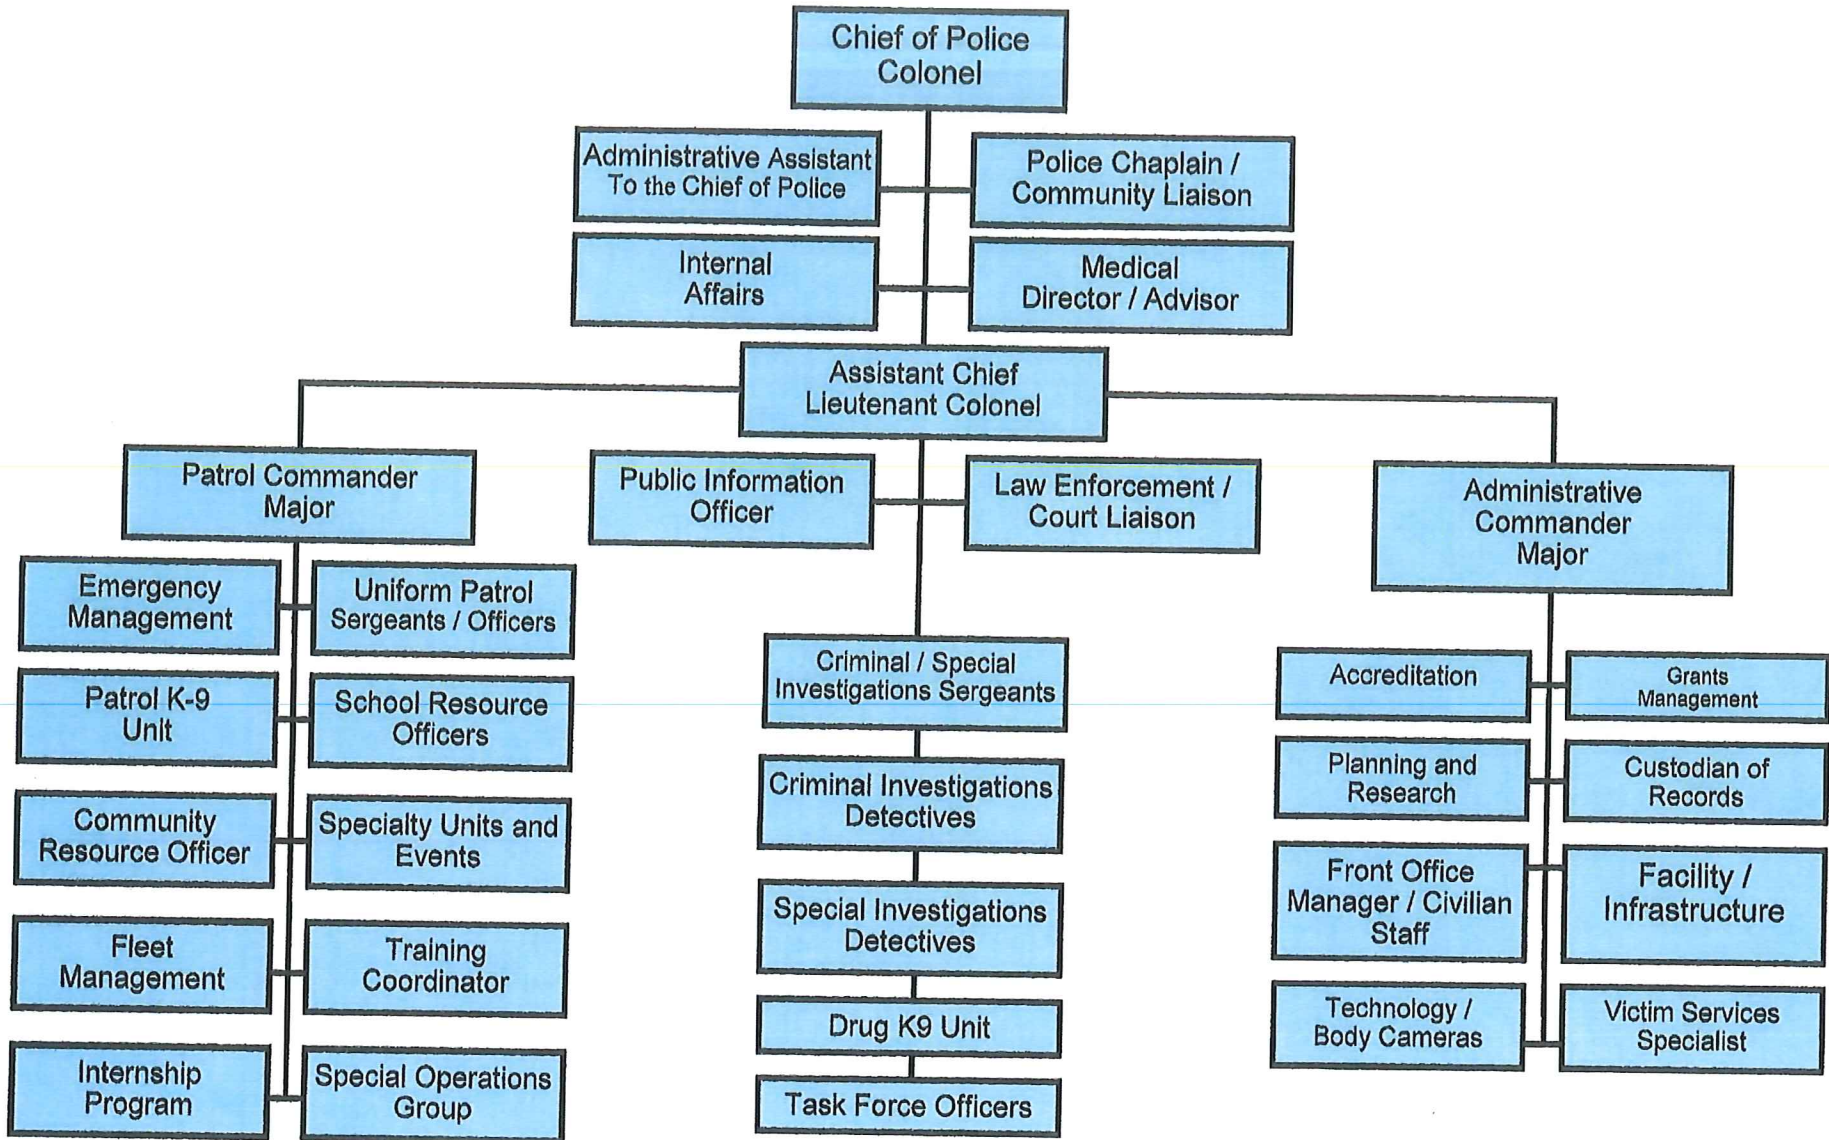 Chief of Police
Colonel
Administrative Assistant
To the Chief of Police
Police Chaplain /
Community Liaison
Internal
Affairs
Medical
Director / Advisor
Assistant Chief
Lieutenant Colonel
Patrol Commander
Major
Public Information
Officer
Law Enforcement /
Court Liaison
Administrative
Commander
Major
Emergency
Management
Uniform Patrol
Sergeants / Officers
Patrol K-9
Unit
School Resource
Officers
Community
Resource Officer
Specialty Units and
Events
Fleet
Management
Training
Coordinator
Internship
Program
Special Operations
Group
Criminal / Special
Investigations Sergeants
Criminal Investigations
Detectives
Special Investigations
Detectives
Drug K9 Unit
Task Force Officers
Accreditation
Grants
Management
Planning and
Research
Custodian of
Records
Front Office
Manager / Civilian
Staff
Facility /
Infrastructure
Technology /
Body Cameras
Victim Services
Specialist